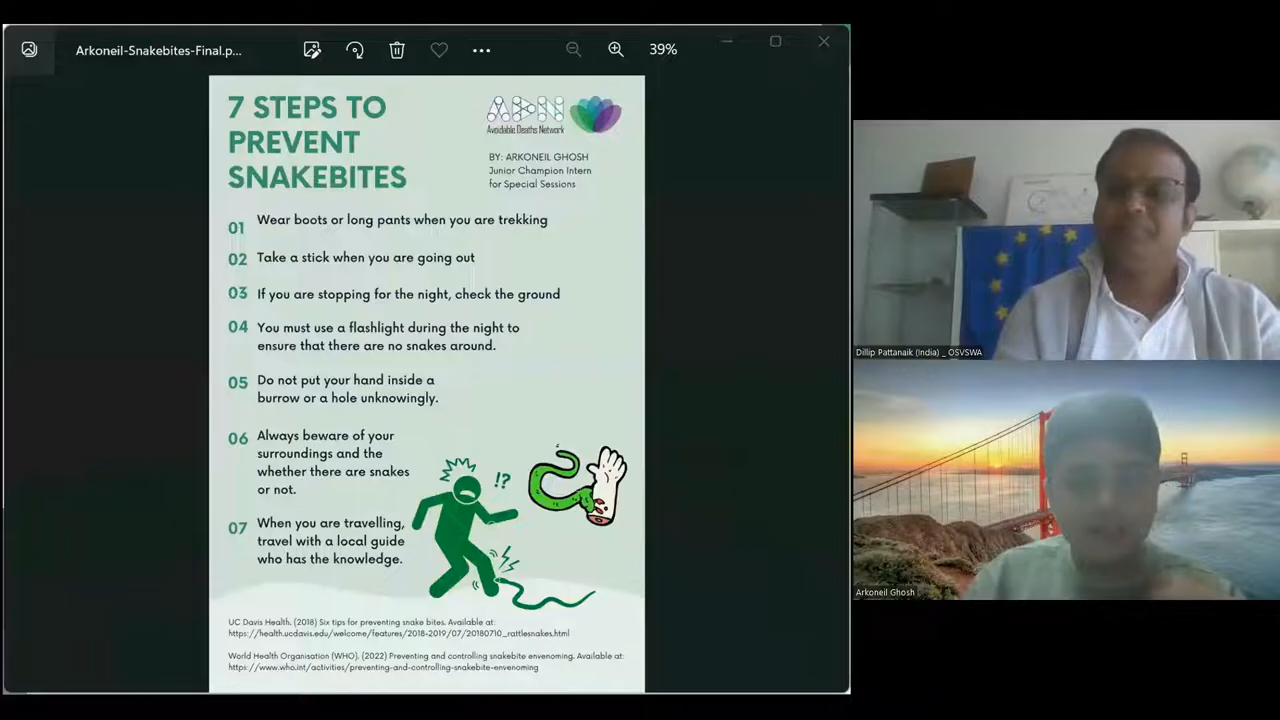 Arkoneil-Snakebites-Final.p...
39%
7 STEPS TO
PREVENT
SNAKEBITES
ADN
Avoidable Deaths Network
BY: ARKONEIL GHOSH
Junior Champion Intern
for Special Sessions
01 Wear boots or long pants when you are trekking
02 Take a stick when you are going out
03 If you are stopping for the night, check the ground
04 You must use a flashlight during the night to
ensure that there are no snakes around.
05 Do not put your hand inside a
burrow or a hole unknowingly.
06 Always beware of your
surroundings and the
whether there are snakes
or not.
!?
07 When you are travelling,
travel with a local guide
who has the knowledge.
UC Davis Health. (2018) Six tips for preventing snake bites. Available at:
https://health.ucdavis.edu/welcome/features/2018-2019/07/20180710_rattlesnakes.html
World Health Organisation (WHO). (2022) Preventing and controlling snakebite envenoming. Available at:
https://www.who.int/activities/preventing-and-controlling-snakebite-envenoming
Dillip Pattanaik (India) _ OSVSWA
Arkoneil Ghosh